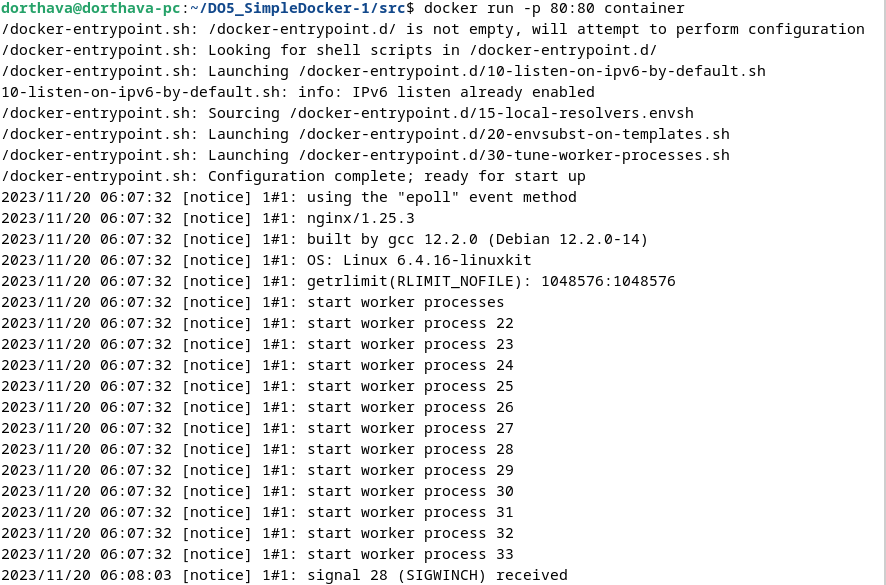 dorthava@dorthava-pc:~/DO5_SimpleDocker-1/src$ docker run -p 80:80 container
/docker-entrypoint.sh: /docker-entrypoint.d/ is not empty, will attempt to perform configuration
/docker-entrypoint.sh: Looking for shell scripts in /docker-entrypoint.d/
/docker-entrypoint.sh: Launching /docker-entrypoint.d/10-listen-on-ipv6-by-default.sh
10-listen-on-ipv6-by-default.sh: info: IPv6 listen already enabled
/docker-entrypoint.sh: Sourcing /docker-entrypoint.d/15-local-resolvers.envsh
/docker-entrypoint.sh: Launching /docker-entrypoint.d/20-envsubst-on-templates.sh
/docker-entrypoint.sh: Launching /docker-entrypoint.d/30-tune-worker-processes.sh
/docker-entrypoint.sh: Configuration complete; ready for start up
2023/11/20 06:07:32 [notice] 1#1: using the "epoll" event method
2023/11/20 06:07:32 [notice] 1#1: nginx/1.25.3
2023/11/20 06:07:32 [notice] 1#1: built by gcc 12.2.0 (Debian 12.2.0-14)
2023/11/20 06:07:32 [notice] 1#1: OS: Linux 6.4.16-linuxkit
2023/11/20 06:07:32 [notice] 1#1: getrlimit(RLIMIT_NOFILE): 1048576:1048576
2023/11/20 06:07:32 [notice] 1#1: start worker processes
2023/11/20 06:07:32 [notice] 1#1: start worker process 22
2023/11/20 06:07:32 [notice] 1#1: start worker process 23
2023/11/20 06:07:32 [notice] 1#1: start worker process 24
2023/11/20 06:07:32 [notice] 1#1: start worker process 25
2023/11/20 06:07:32 [notice] 1#1: start worker process 26
2023/11/20 06:07:32 [notice] 1#1: start worker process 27
2023/11/20 06:07:32 [notice] 1#1: start worker process 28
2023/11/20 06:07:32 [notice] 1#1: start worker process 29
2023/11/20 06:07:32 [notice] 1#1: start worker process 30
2023/11/20 06:07:32 [notice] 1#1: start worker process 31
2023/11/20 06:07:32 [notice] 1#1: start worker process 32
2023/11/20 06:07:32 [notice] 1#1: start worker process 33
2023/11/20 06:08:03 [notice] 1#1: signal 28 (SIGWINCH) received